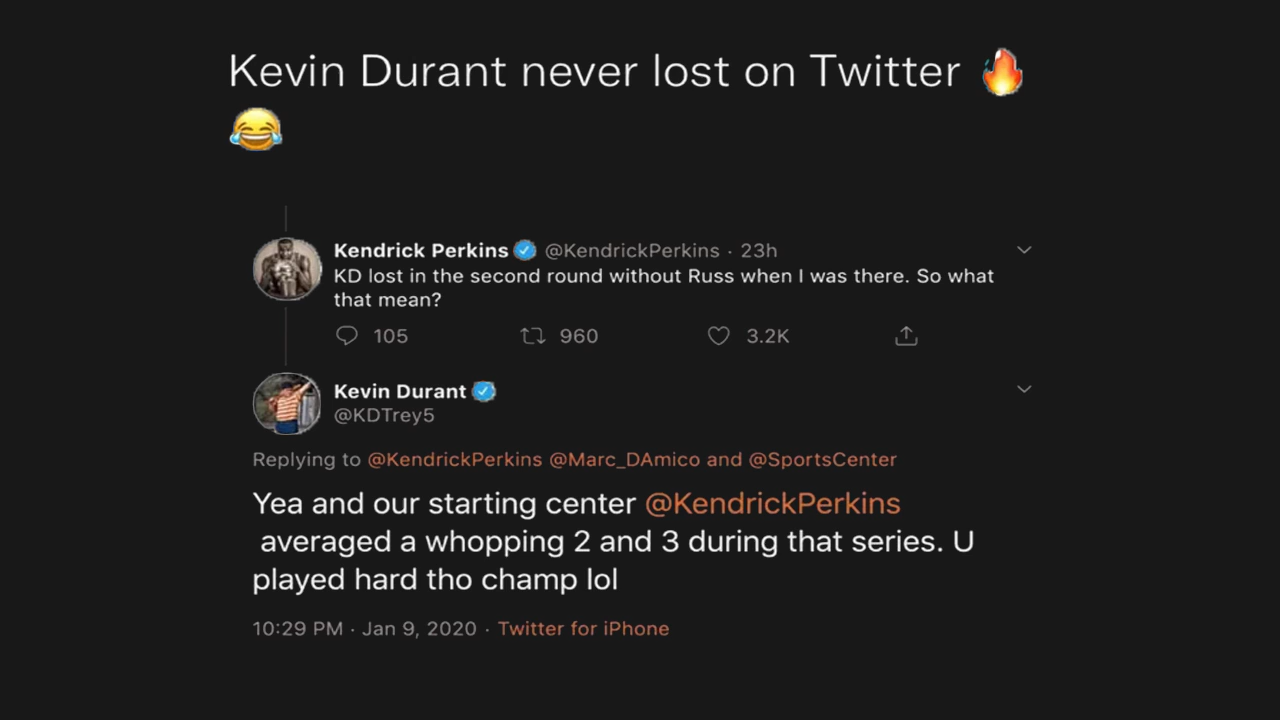 Kevin Durant never lost on Twitter 🔥
😂
Kendrick Perkins @KendrickPerkins · 23h
KD lost in the second round without Russ when I was there. So what
that mean?
105 960 3.2K
Kevin Durant
@KDTrey5
Replying to @KendrickPerkins @Marc_DAmico and @SportsCenter
Yea and our starting center @KendrickPerkins
averaged a whopping 2 and 3 during that series. U
played hard tho champ lol
10:29 PM · Jan 9, 2020 · Twitter for iPhone